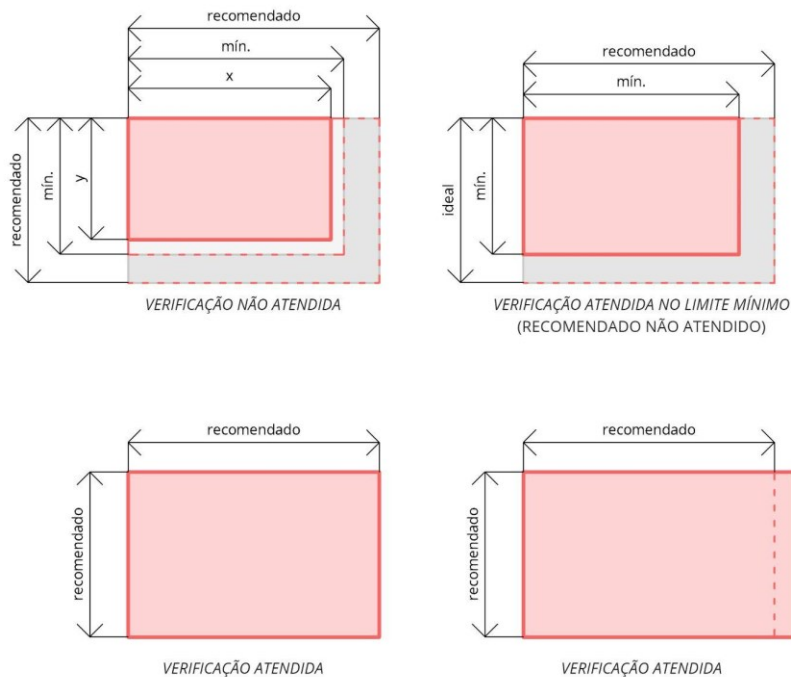 recomendado
mín.
x
recomendado
mín.
y
VERIFICAÇÃO NÃO ATENDIDA
recomendado
mín.
ideal
mín.
VERIFICAÇÃO ATENDIDA NO LIMITE MÍNIMO
(RECOMENDADO NÃO ATENDIDO)
recomendado
recomendado
VERIFICAÇÃO ATENDIDA
recomendado
recomendado
VERIFICAÇÃO ATENDIDA